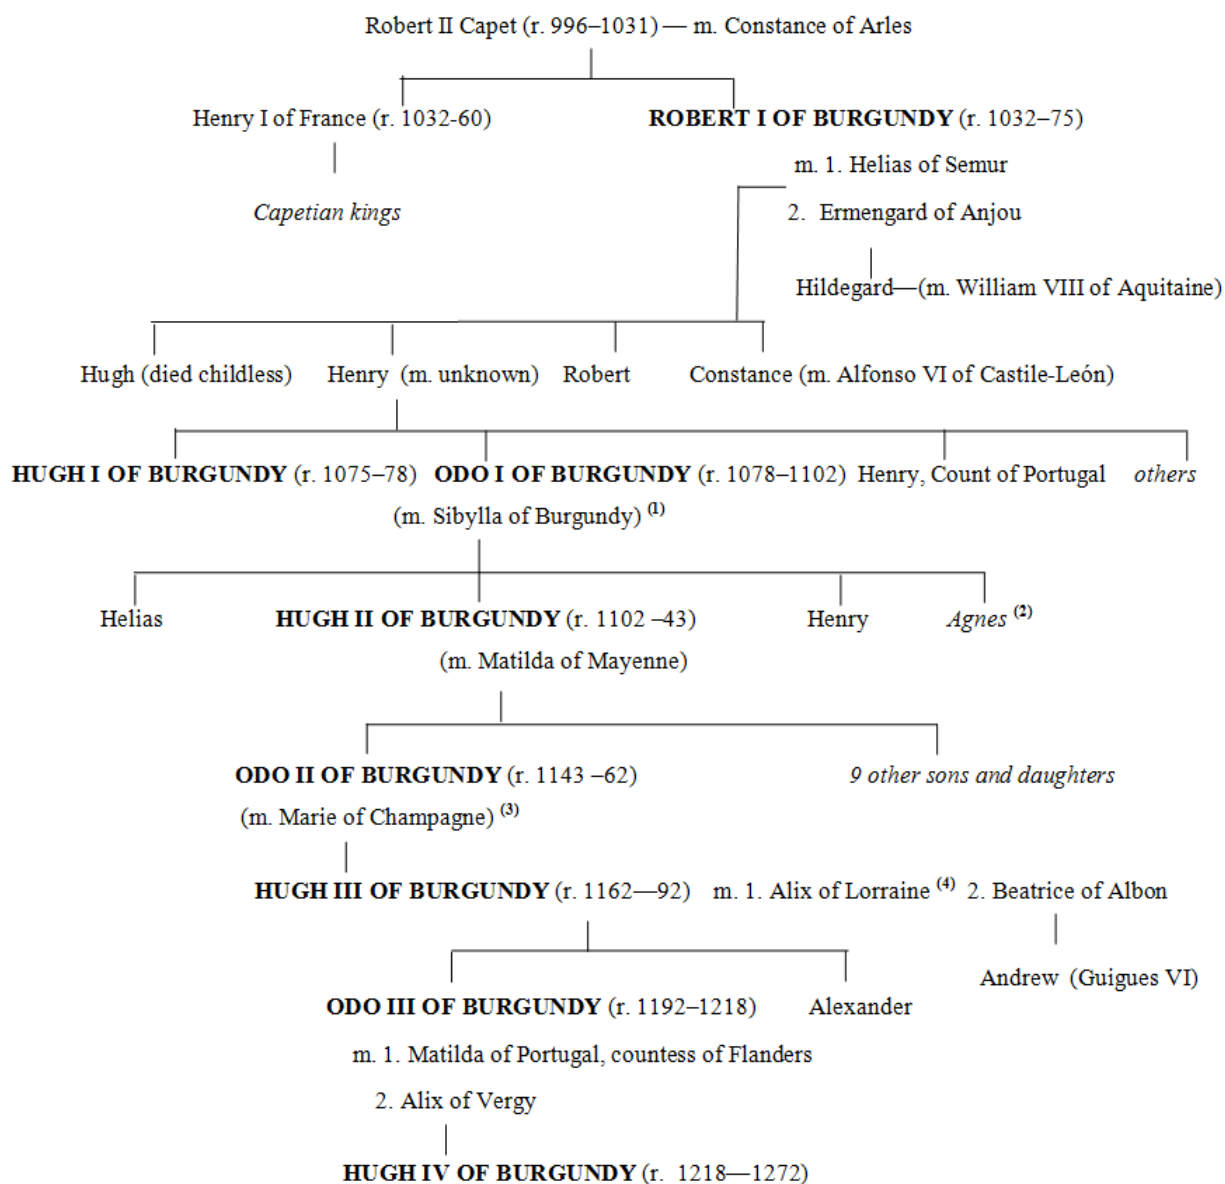 Robert II Capet (r. 996–1031) — m. Constance of Arles
Henry I of France (r. 1032-60) ROBERT I OF BURGUNDY (r. 1032–75)
m. 1. Helias of Semur
Capetian kings 2. Ermengard of Anjou
Hildegard—(m. William VIII of Aquitaine)
Hugh (died childless) Henry (m. unknown) Robert Constance (m. Alfonso VI of Castile-León)
HUGH I OF BURGUNDY (r. 1075–78) ODO I OF BURGUNDY (r. 1078–1102) Henry, Count of Portugal others
(m. Sibylla of Burgundy) (1)
Helias HUGH II OF BURGUNDY (r. 1102 –43) Henry Agnes (2)
(m. Matilda of Mayenne)
ODO II OF BURGUNDY (r. 1143 –62) 9 other sons and daughters
(m. Marie of Champagne) (3)
HUGH III OF BURGUNDY (r. 1162—92) m. 1. Alix of Lorraine (4) 2. Beatrice of Albon
Andrew (Guigues VI)
ODO III OF BURGUNDY (r. 1192–1218) Alexander
m. 1. Matilda of Portugal, countess of Flanders
2. Alix of Vergy
HUGH IV OF BURGUNDY (r. 1218—1272)